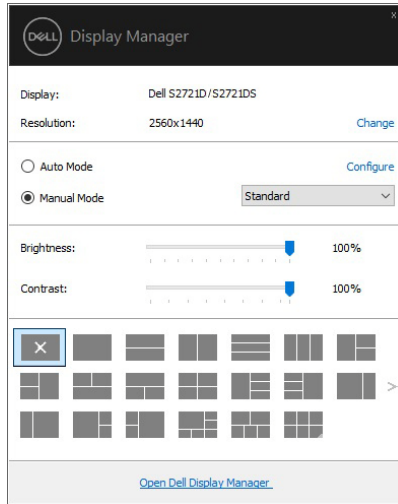 x
DELL Display Manager
Display: Dell S2721D/S2721DS
Resolution: 2560x1440 Change
Auto Mode Configure
Manual Mode Standard
Brightness: 100%
Contrast: 100%
Open Dell Display Manager